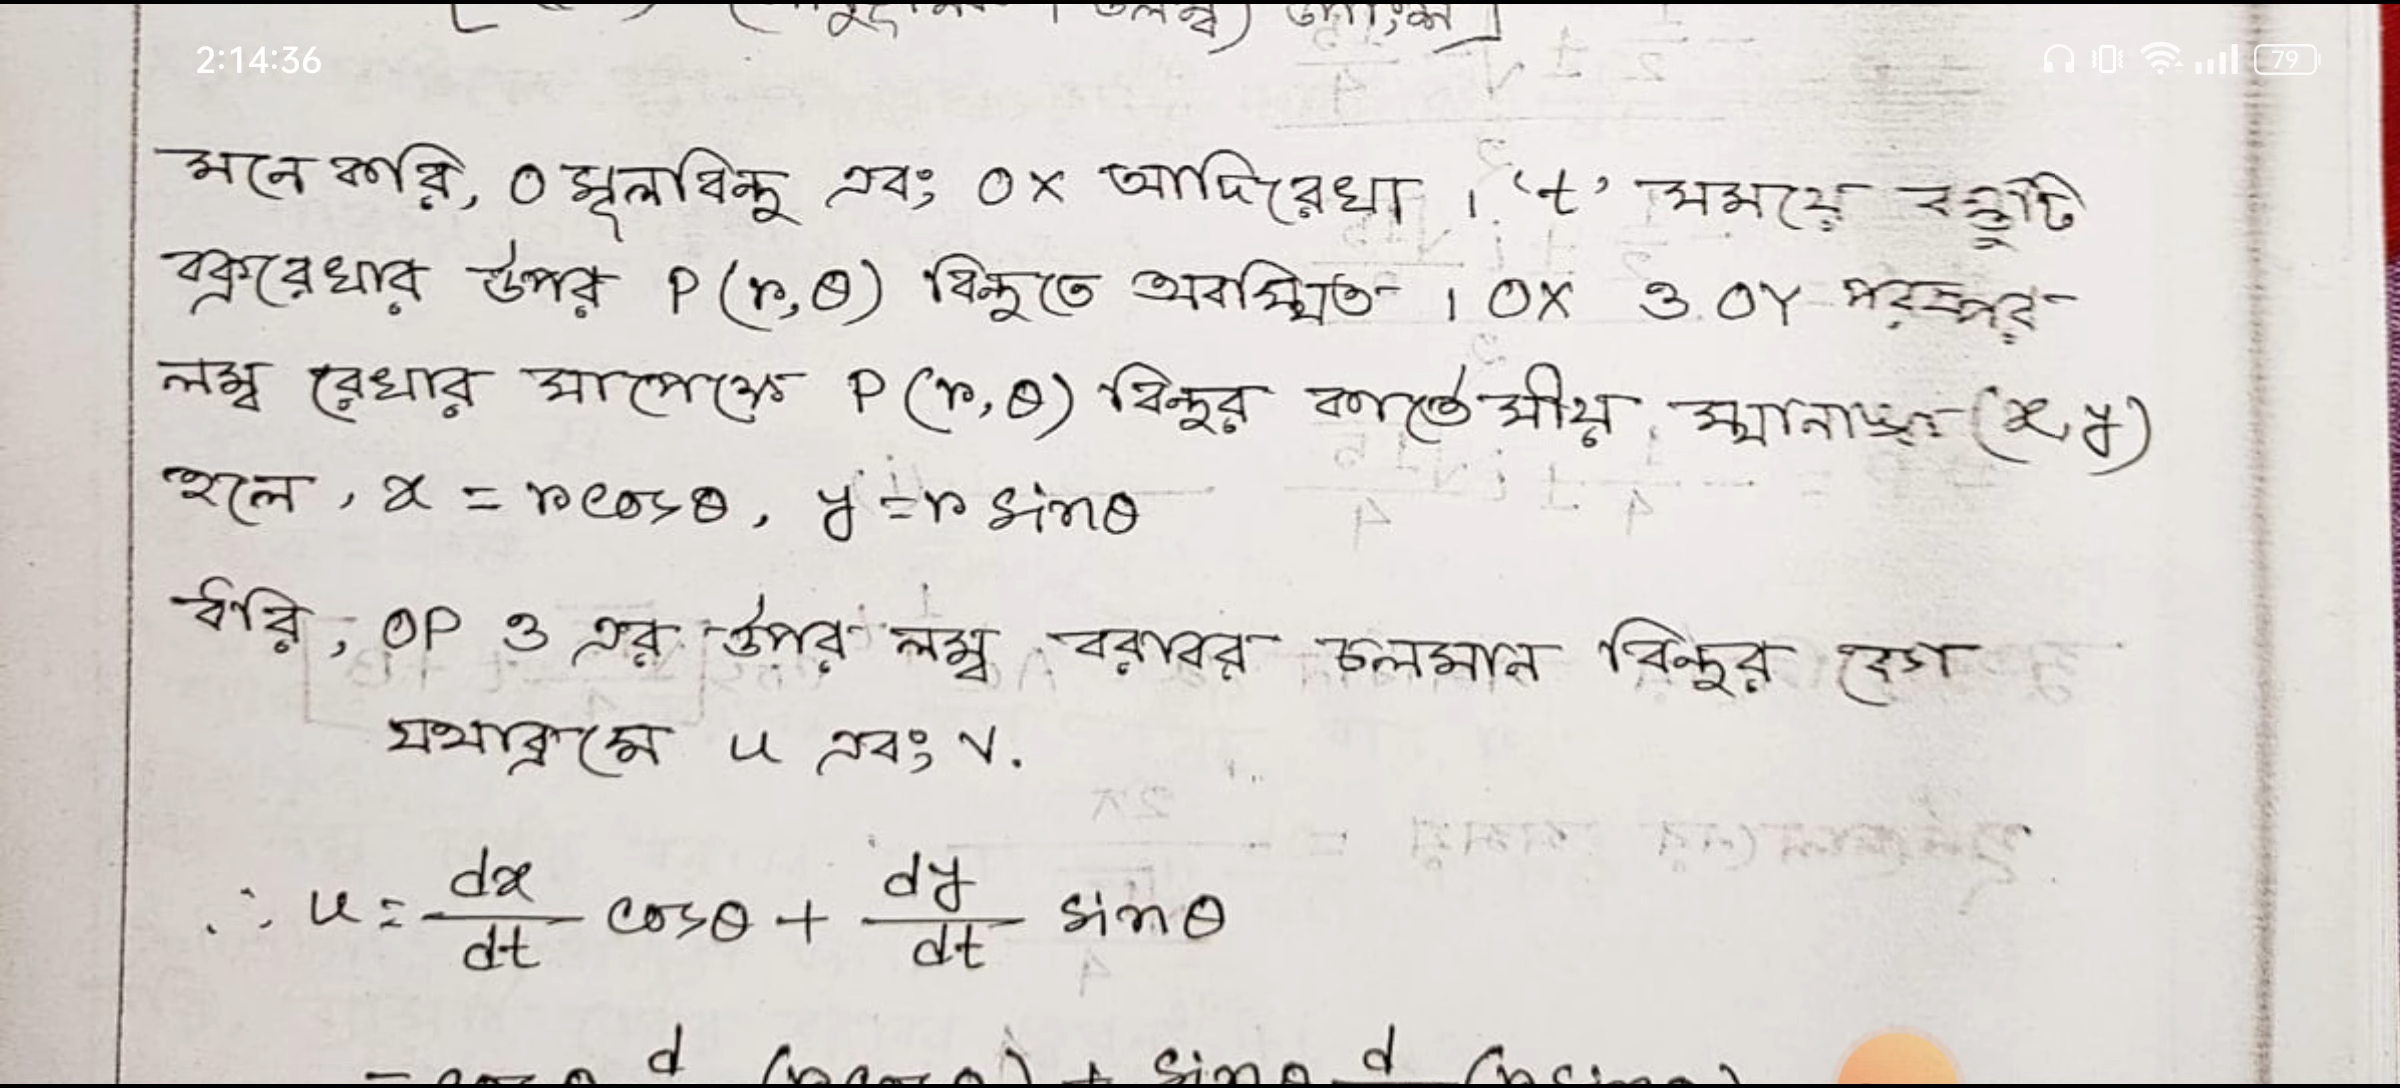 2:14:36
79
মনে করি, O মূলবিন্দু এবং OX আদিরেখা । 't' সময়ে বস্তুটি
বক্ররেখার উপর P(r,θ) বিন্দুতে অবস্থিত । OX ও OY পরস্পর
লম্ব রেখার সাপেক্ষে P(r,θ) বিন্দুর কার্তেসীয় স্থানাঙ্ক (x,y)
হলে, x = r cosθ, y = r sinθ
ধরি, OP ও এর উপর লম্ব বরাবর চলমান বিন্দুর বেগ
যথাক্রমে u এবং v.
∴ u = dx/dt cosθ + dy/dt sinθ